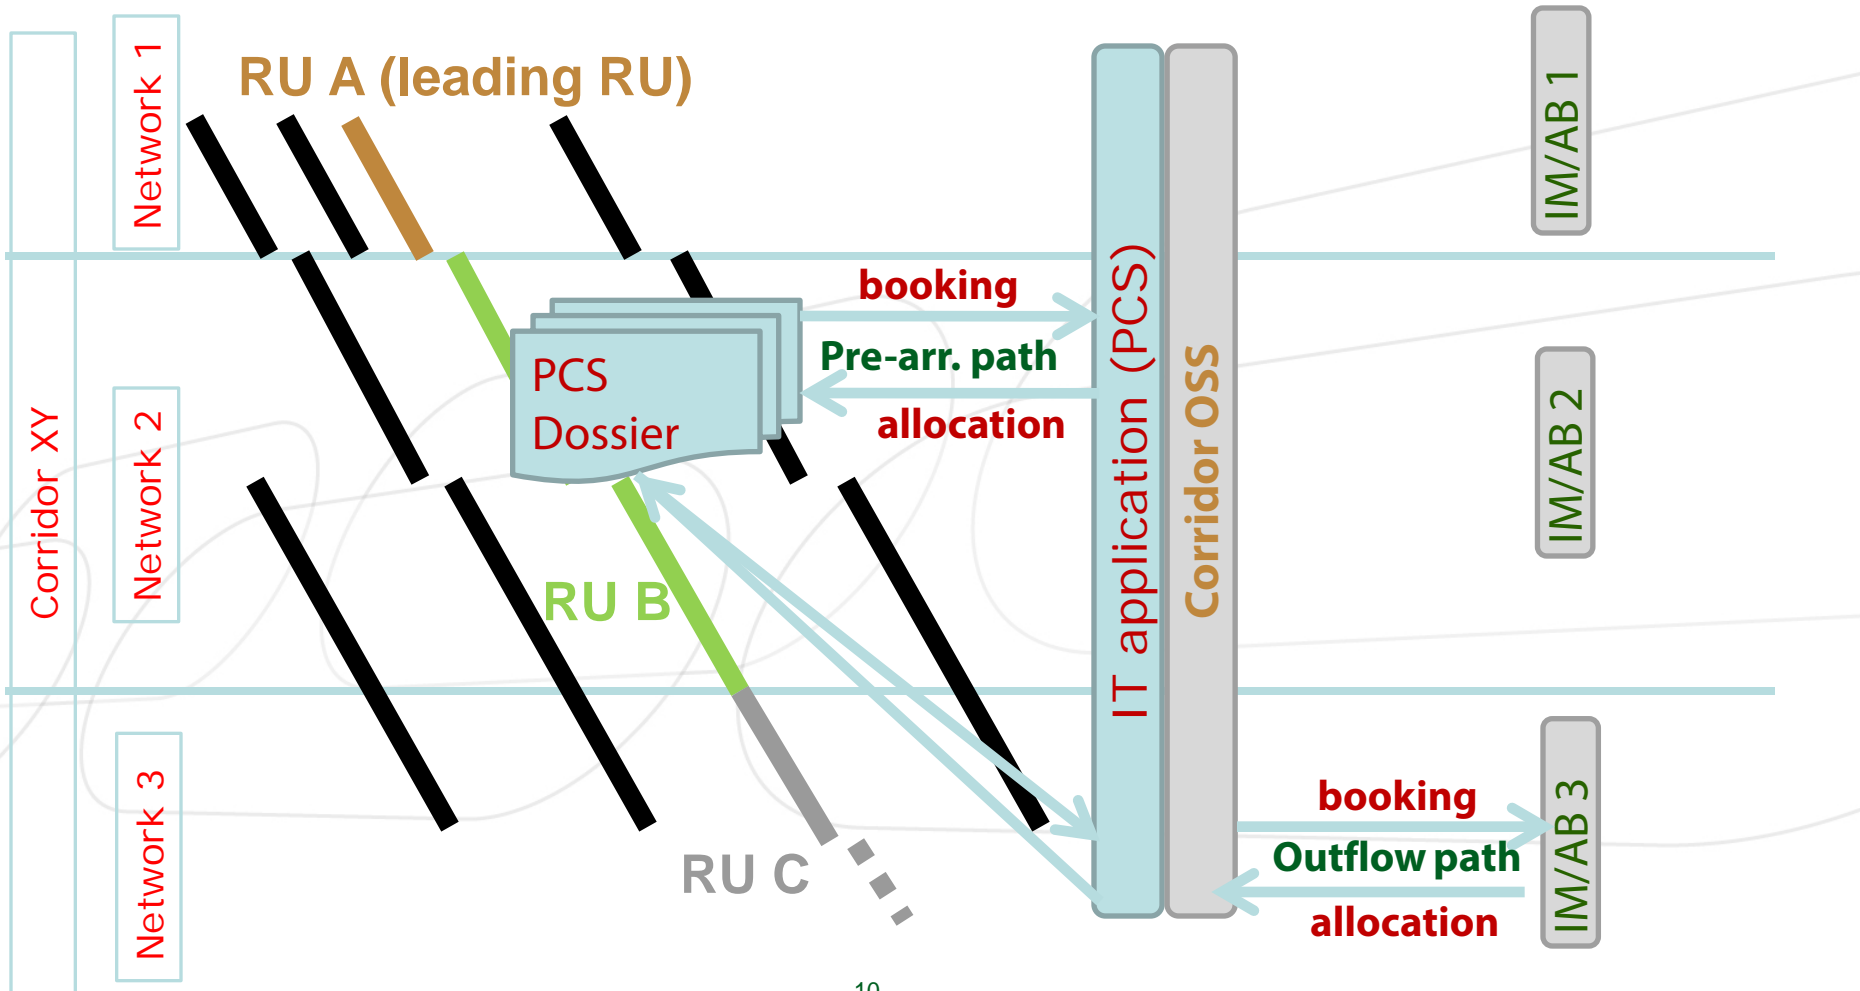 Corridor XY
Network 1
Network 2
Network 3
RU A (leading RU)
PCS
Dossier
RU B
RU C
booking
Pre-arr. path
allocation
IT application (PCS)
Corridor OSS
IM/AB 1
IM/AB 2
booking
Outflow path
allocation
IM/AB 3
10